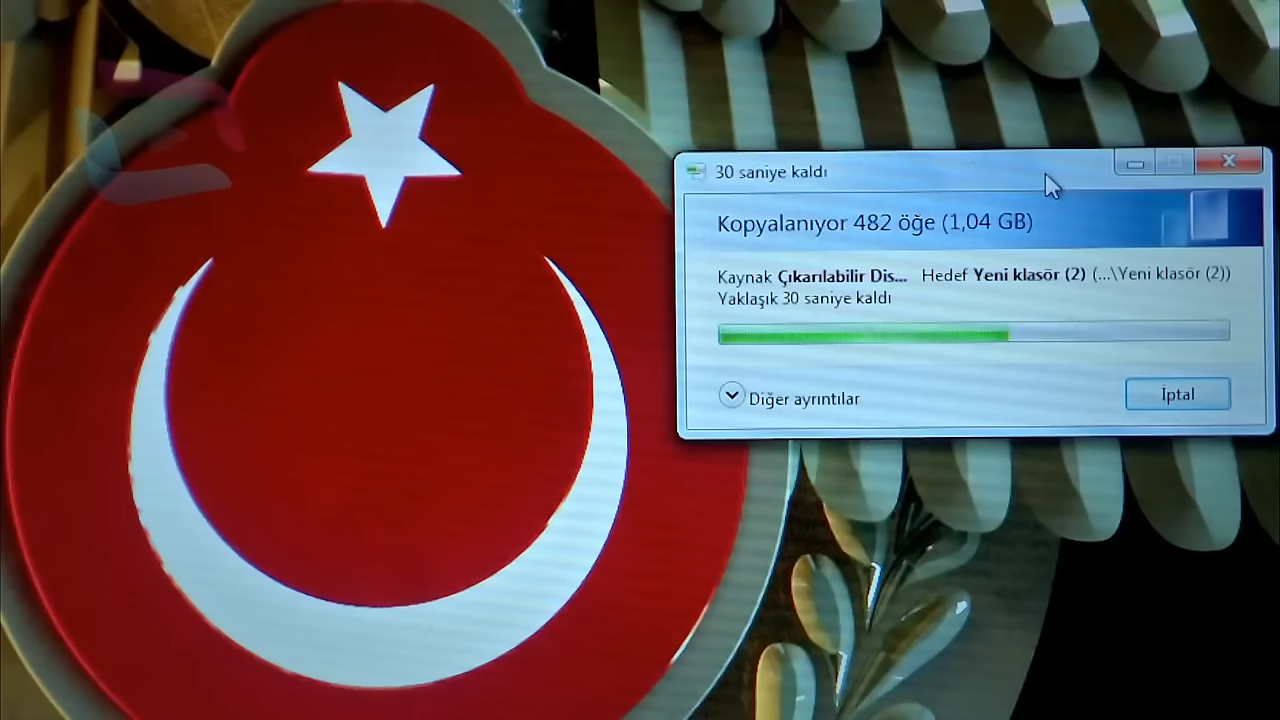 30 saniye kaldı
Kopyalanıyor 482 öğe (1,04 GB)
Kaynak Çıkarılabilir Dis... Hedef Yeni klasör (2) (...\Yeni klasör (2))
Yaklaşık 30 saniye kaldı
Diğer ayrıntılar
İptal